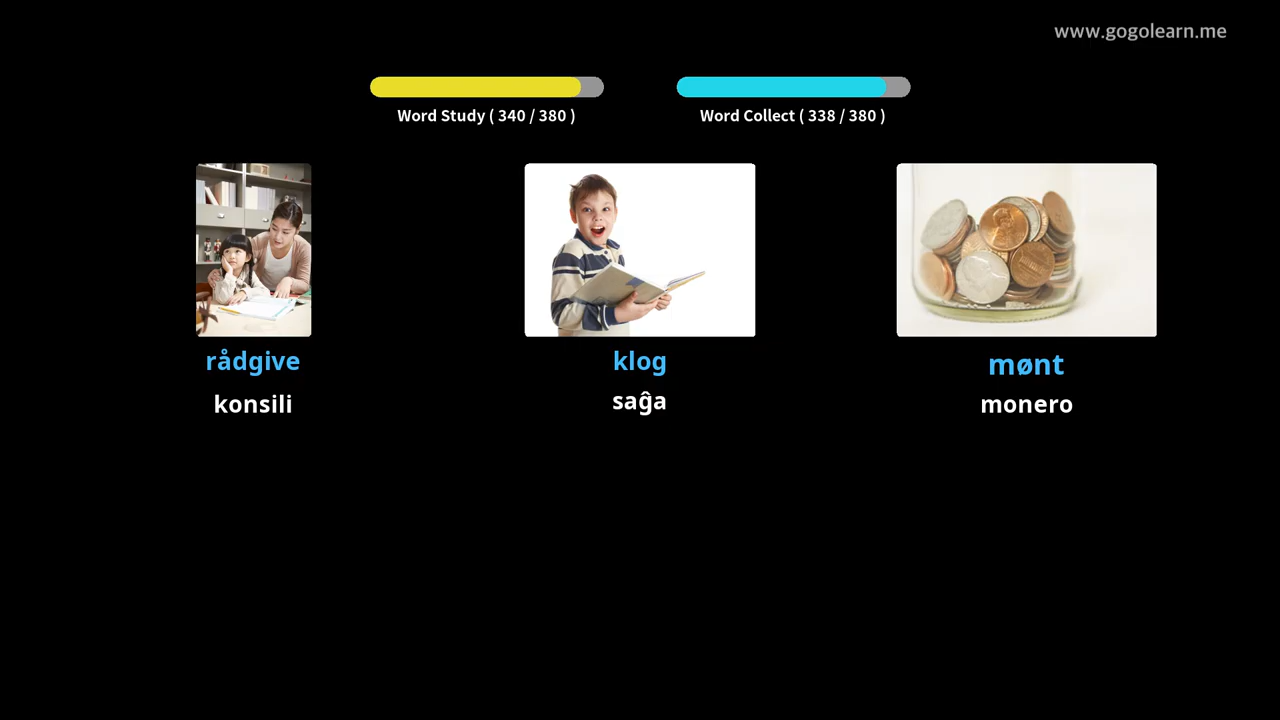 www.gogolearn.me
Word Study ( 340 / 380 )
Word Collect ( 338 / 380 )
rådgive
klog
mønt
konsili
saĝa
monero